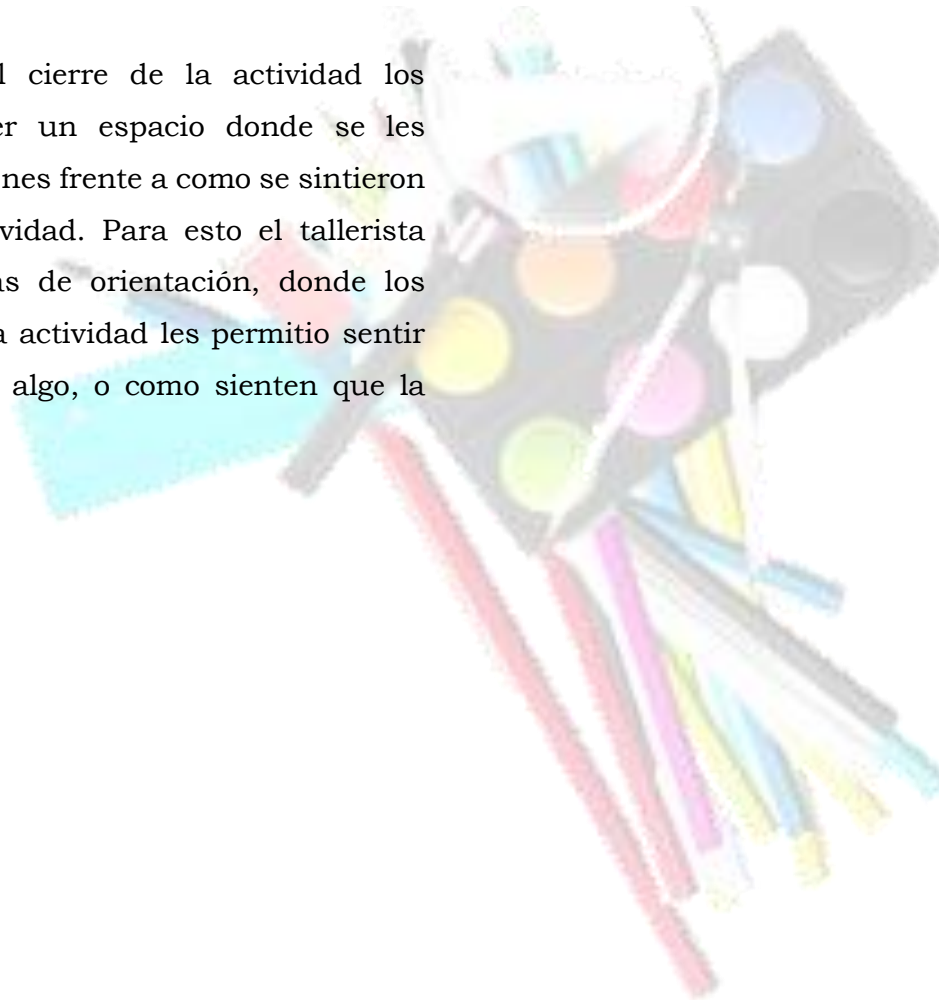 l cierre de la actividad los
er un espacio donde se les
nes frente a como se sintieron
vidad. Para esto el tallerista
as de orientación, donde los
a actividad les permitio sentir
algo, o como sienten que la